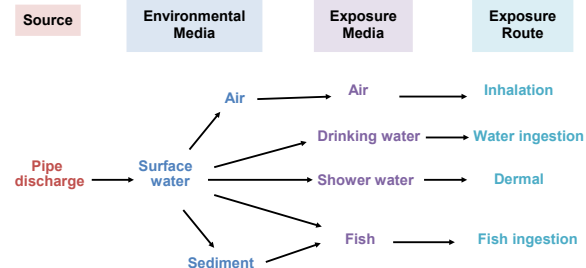 Source
Environmental
Media
Exposure
Media
Exposure
Route
Air
Air
Inhalation
Drinking water
Water ingestion
Pipe
discharge
Surface
water
Shower water
Dermal
Fish
Fish ingestion
Sediment